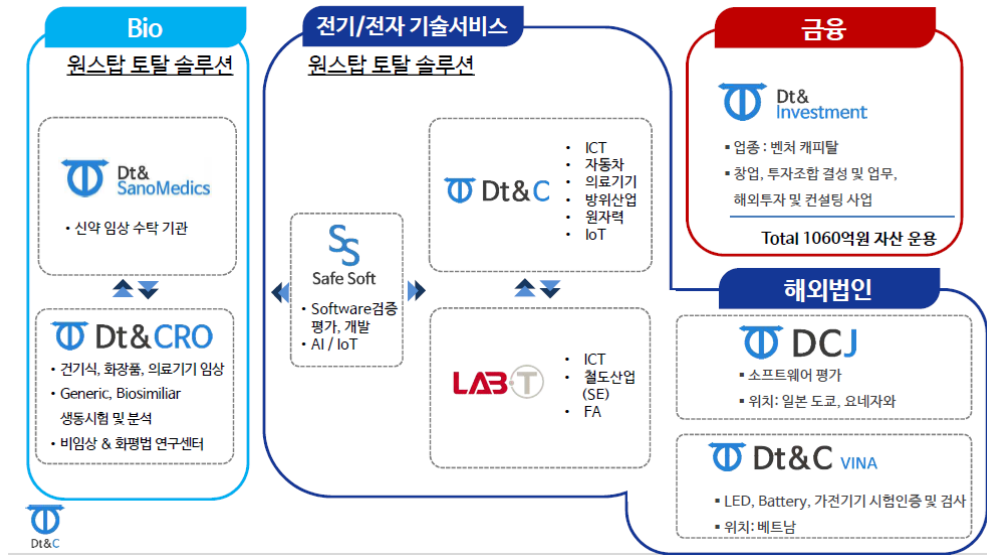 Bio
원스탑 토탈 솔루션
Dt&
SanoMedics
• 신약 임상 수탁 기관
Dt&CRO
• 건기식, 화장품, 의료기기 임상
• Generic, Biosimiliar
생동시험 및 분석
• 비임상 & 화평법 연구센터
Dt&C
전기/전자 기술서비스
원스탑 토탈 솔루션
SS
Safe Soft
• Software검증
평가, 개발
• AI / IoT
Dt&C
• ICT
• 자동차
• 의료기기
• 방위산업
• 원자력
• IoT
LAB·T
• ICT
• 철도산업
(SE)
• FA
금융
Dt&
Investment
▪ 업종 : 벤처 캐피탈
▪ 창업, 투자조합 결성 및 업무,
해외투자 및 컨설팅 사업
Total 1060억원 자산 운용
해외법인
DCJ
▪ 소프트웨어 평가
▪ 위치: 일본 도쿄, 요네자와
Dt&C VINA
▪ LED, Battery, 가전기기 시험인증 및 검사
▪ 위치: 베트남